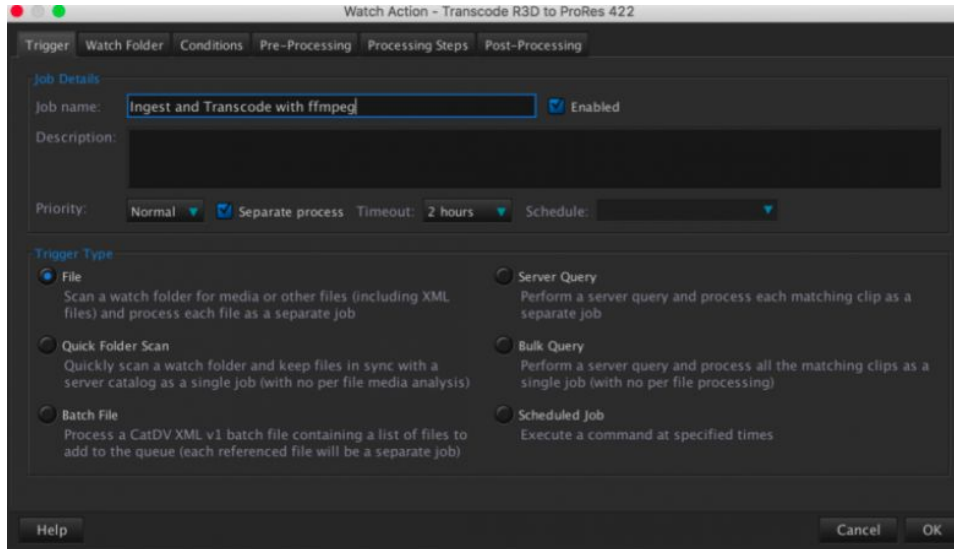 Watch Action - Transcode R3D to ProRes 422
Trigger Watch Folder Conditions Pre-Processing Processing Steps Post-Processing
Job Details
Job name: Ingest and Transcode with ffmpeg Enabled
Description:
Priority: Normal Separate process Timeout: 2 hours Schedule:
Trigger Type
File
Scan a watch folder for media or other files (including XML
files) and process each file as a separate job
Server Query
Perform a server query and process each matching clip as a
separate job
Quick Folder Scan
Quickly scan a watch folder and keep files in sync with a
server catalog as a single job (with no per file media analysis)
Bulk Query
Perform a server query and process all the matching clips as a
single job (with no per file processing)
Batch File
Process a CatDV XML v1 batch file containing a list of files to
add to the queue (each referenced file will be a separate job)
Scheduled Job
Execute a command at specified times
Help Cancel OK